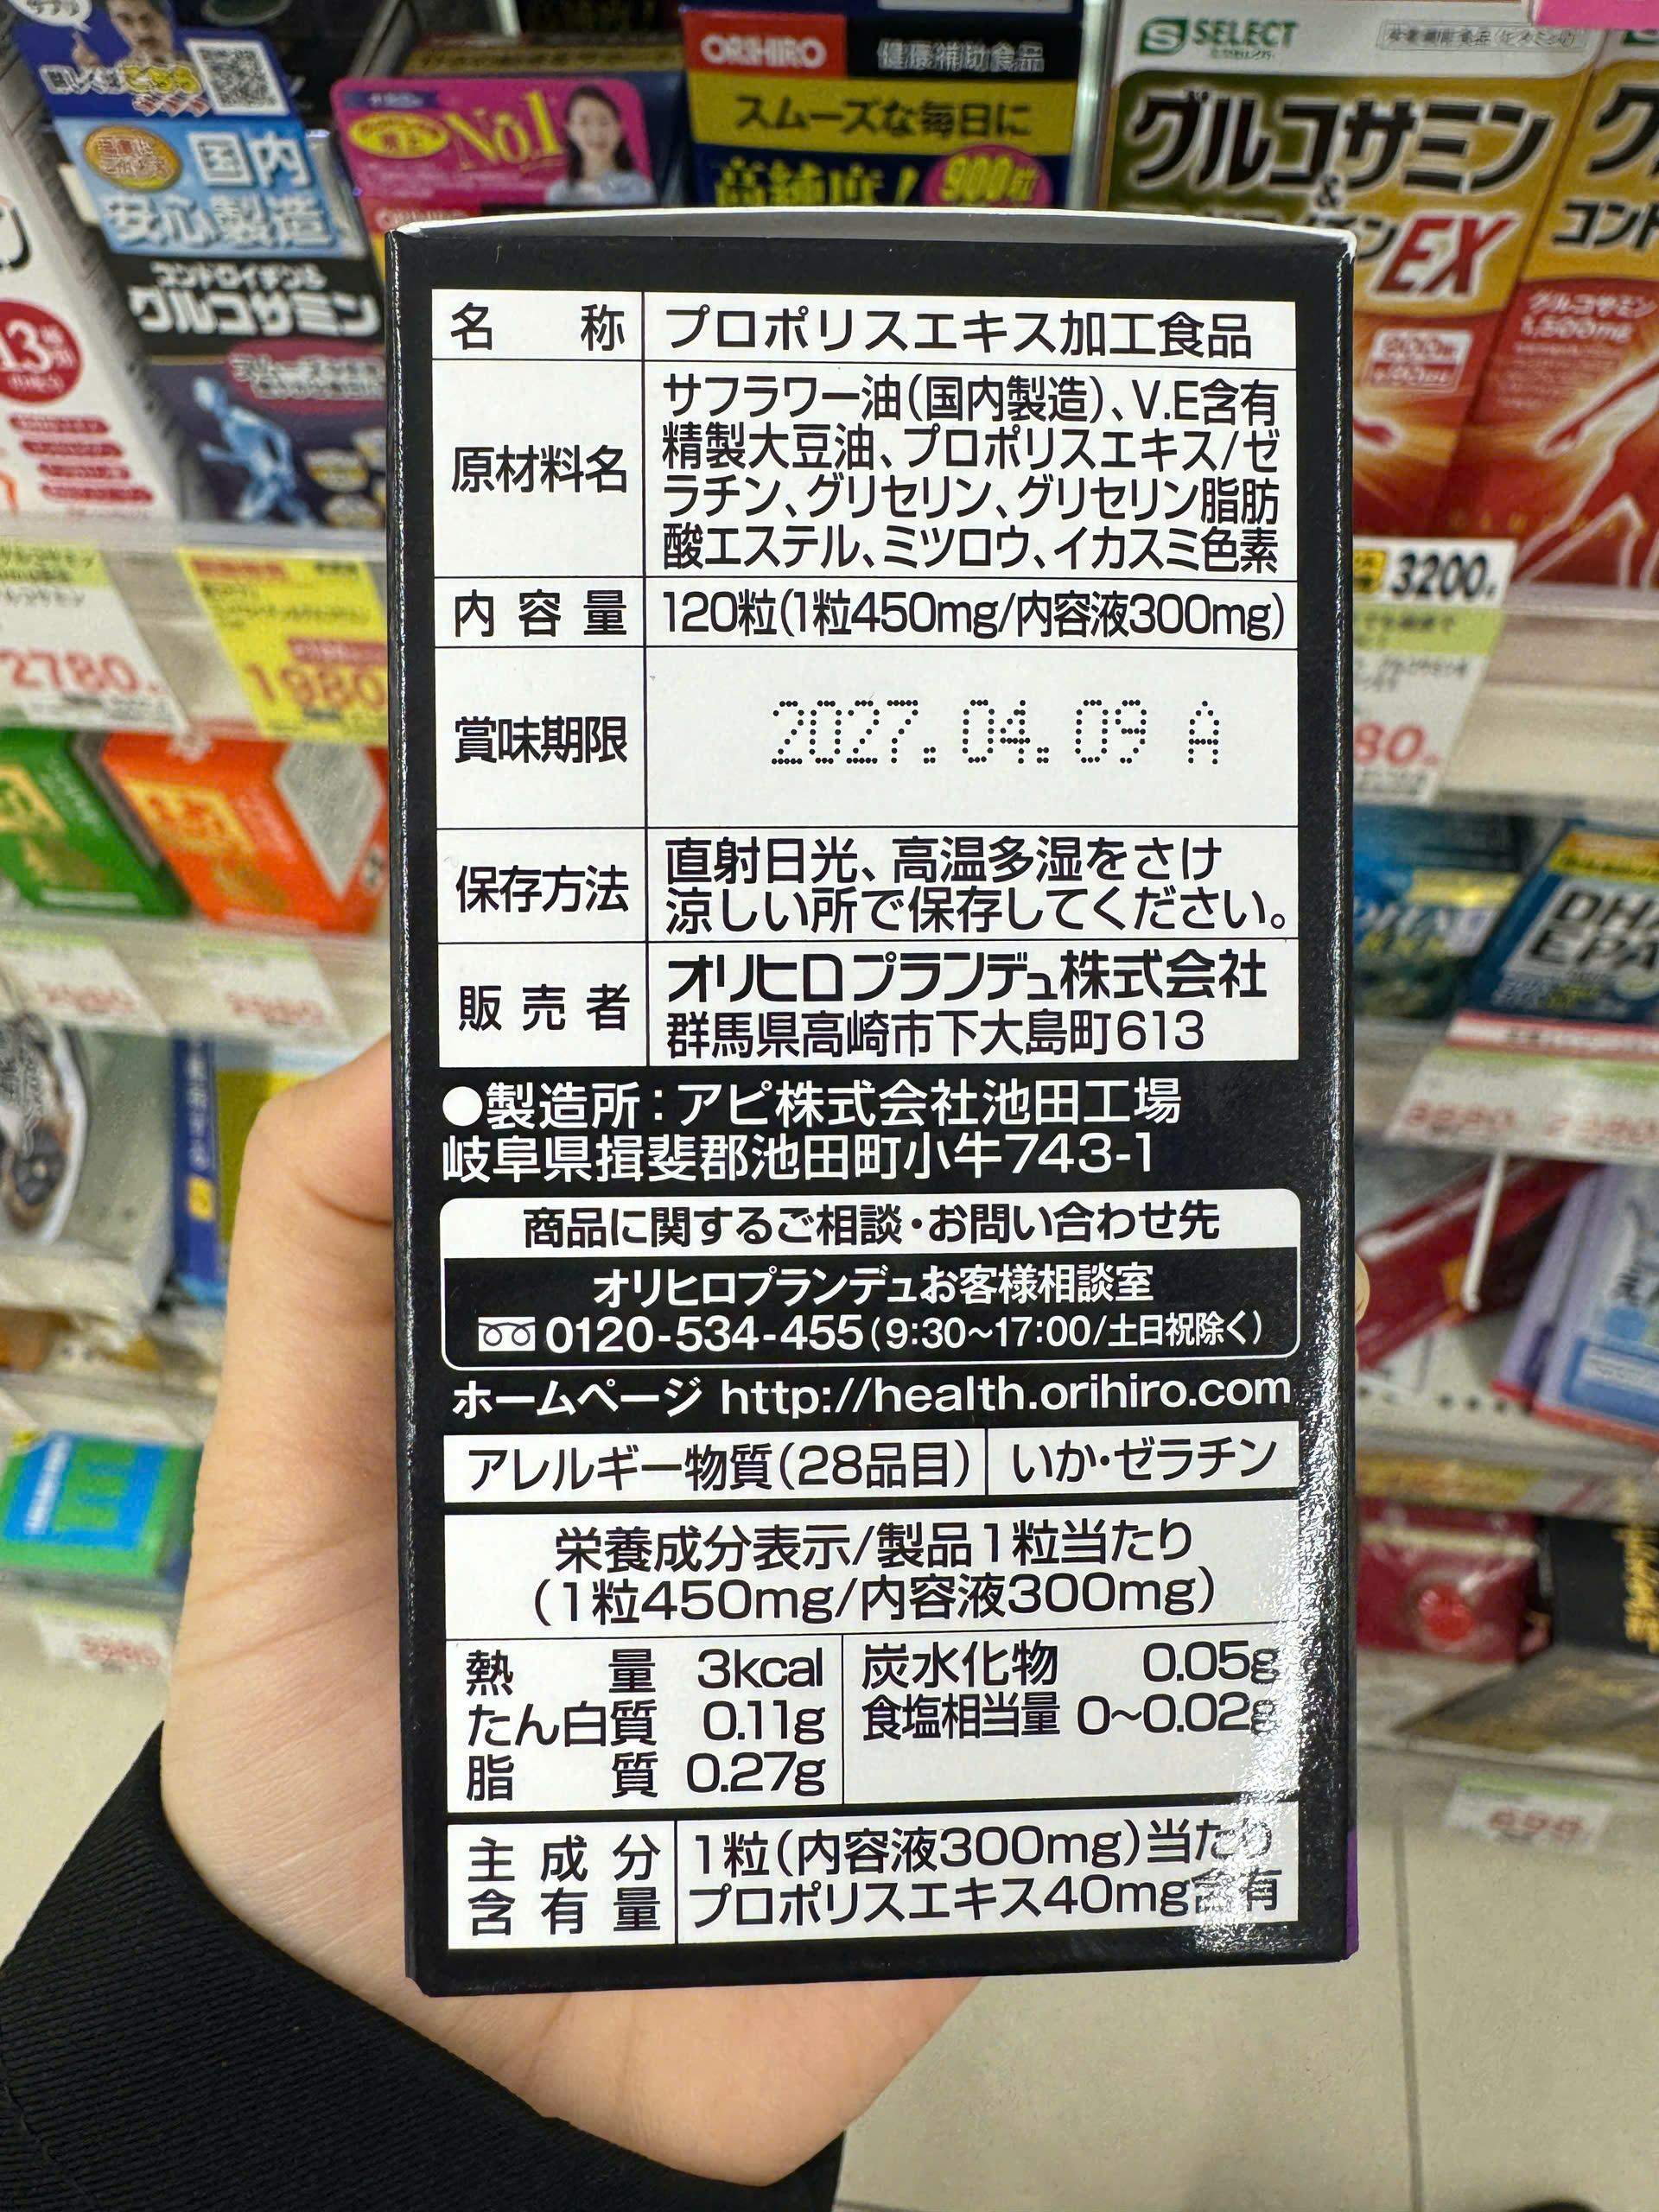 ORIHIRO
健康補助食品
スムーズな毎日に
高純度!
900粒
No.1
国内
安心製造
コンドロイチン&
グルコサミン
SELECT
グルコサミン
&
EX
グルコサミン
1,500mg
3200
2780
1980
DHA
EPA
名称 プロポリスエキス加工食品
原材料名
サフラワー油(国内製造)、V.E含有
精製大豆油、プロポリスエキス/ゼ
ラチン、グリセリン、グリセリン脂肪
酸エステル、ミツロウ、イカスミ色素
内容量 120粒(1粒450mg/内容液300mg)
賞味期限 2027.04.09 A
保存方法
直射日光、高温多湿をさけ
涼しい所で保存してください。
販売者
オリヒロプランデュ株式会社
群馬県高崎市下大島町613
●製造所:アピ株式会社池田工場
岐阜県揖斐郡池田町小牛743-1
商品に関するご相談・お問い合わせ先
オリヒロプランデュお客様相談室
0120-534-455(9:30~17:00/土日祝除く)
ホームページ http://health.orihiro.com
アレルギー物質(28品目) いか・ゼラチン
栄養成分表示/製品1粒当たり
(1粒450mg/内容液300mg)
熱量 3kcal
たん白質 0.11g
脂質 0.27g
炭水化物 0.05g
食塩相当量 0~0.02g
主成分
含有量
1粒(内容液300mg)当たり
プロポリスエキス40mg含有